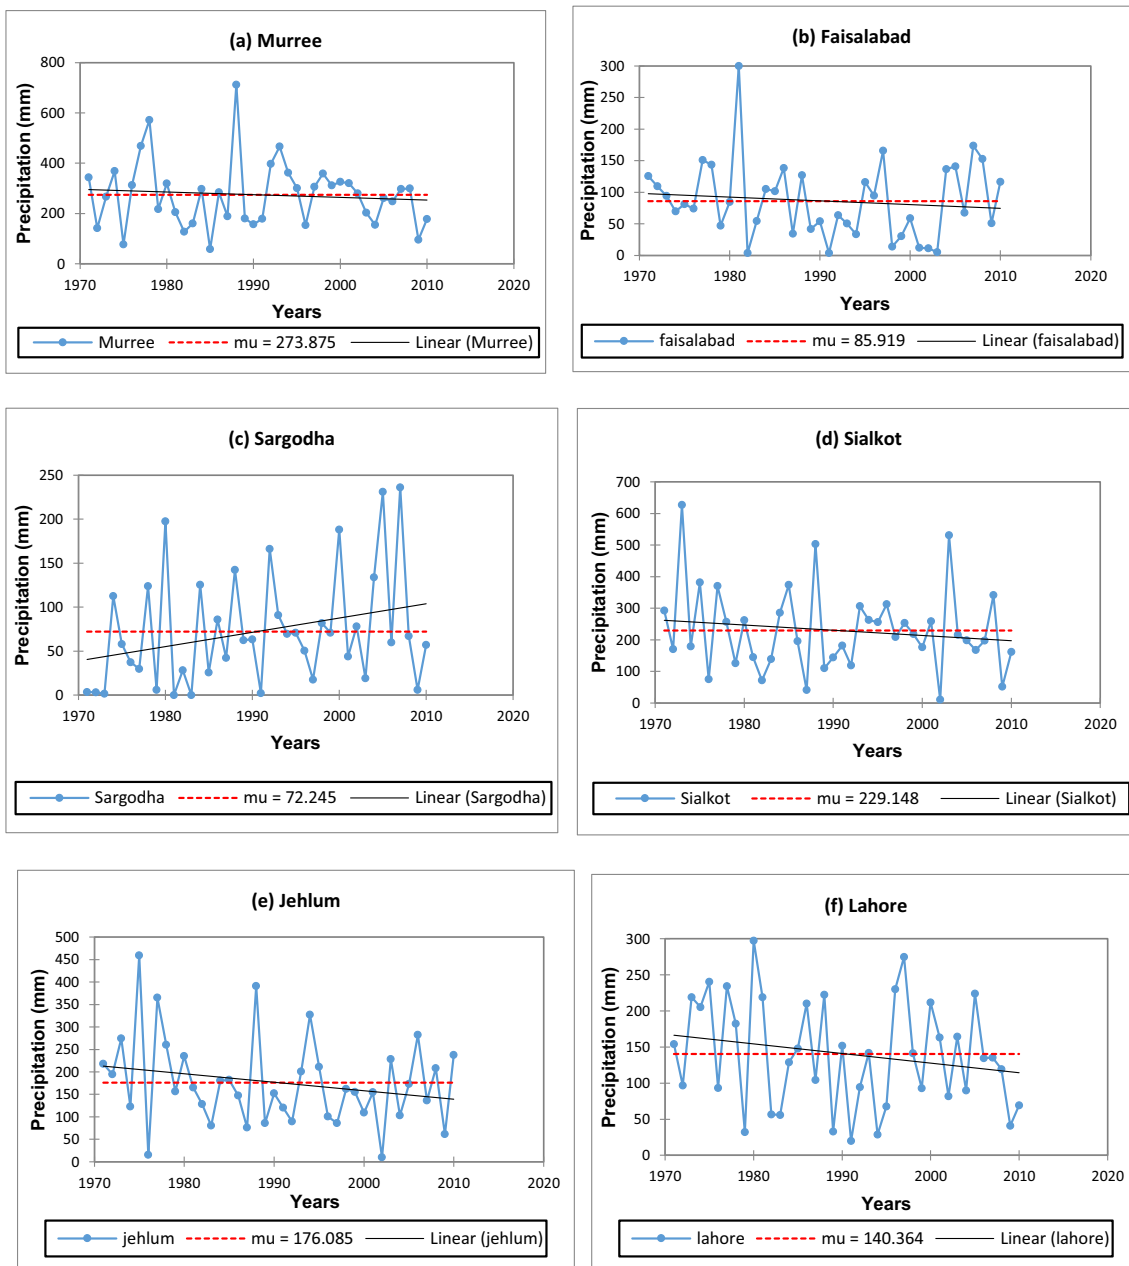 (a) Murree
Precipitation (mm)
800
600
400
200
0
1970 1980 1990 2000 2010 2020
Years
Murree mu = 273.875 Linear (Murree)
(b) Faisalabad
Precipitation (mm)
300
250
200
150
100
50
0
1970 1980 1990 2000 2010 2020
Years
faisalabad mu = 85.919 Linear (faisalabad)
(c) Sargodha
Precipitation (mm)
250
200
150
100
50
0
1970 1980 1990 2000 2010 2020
Years
Sargodha mu = 72.245 Linear (Sargodha)
(d) Sialkot
Precipitation (mm)
700
600
500
400
300
200
100
0
1970 1980 1990 2000 2010 2020
Years
Sialkot mu = 229.148 Linear (Sialkot)
(e) Jehlum
Precipitation (mm)
500
450
400
350
300
250
200
150
100
50
0
1970 1980 1990 2000 2010 2020
Years
jehlum mu = 176.085 Linear (jehlum)
(f) Lahore
Precipitation (mm)
300
250
200
150
100
50
0
1970 1980 1990 2000 2010 2020
Years
lahore mu = 140.364 Linear (lahore)